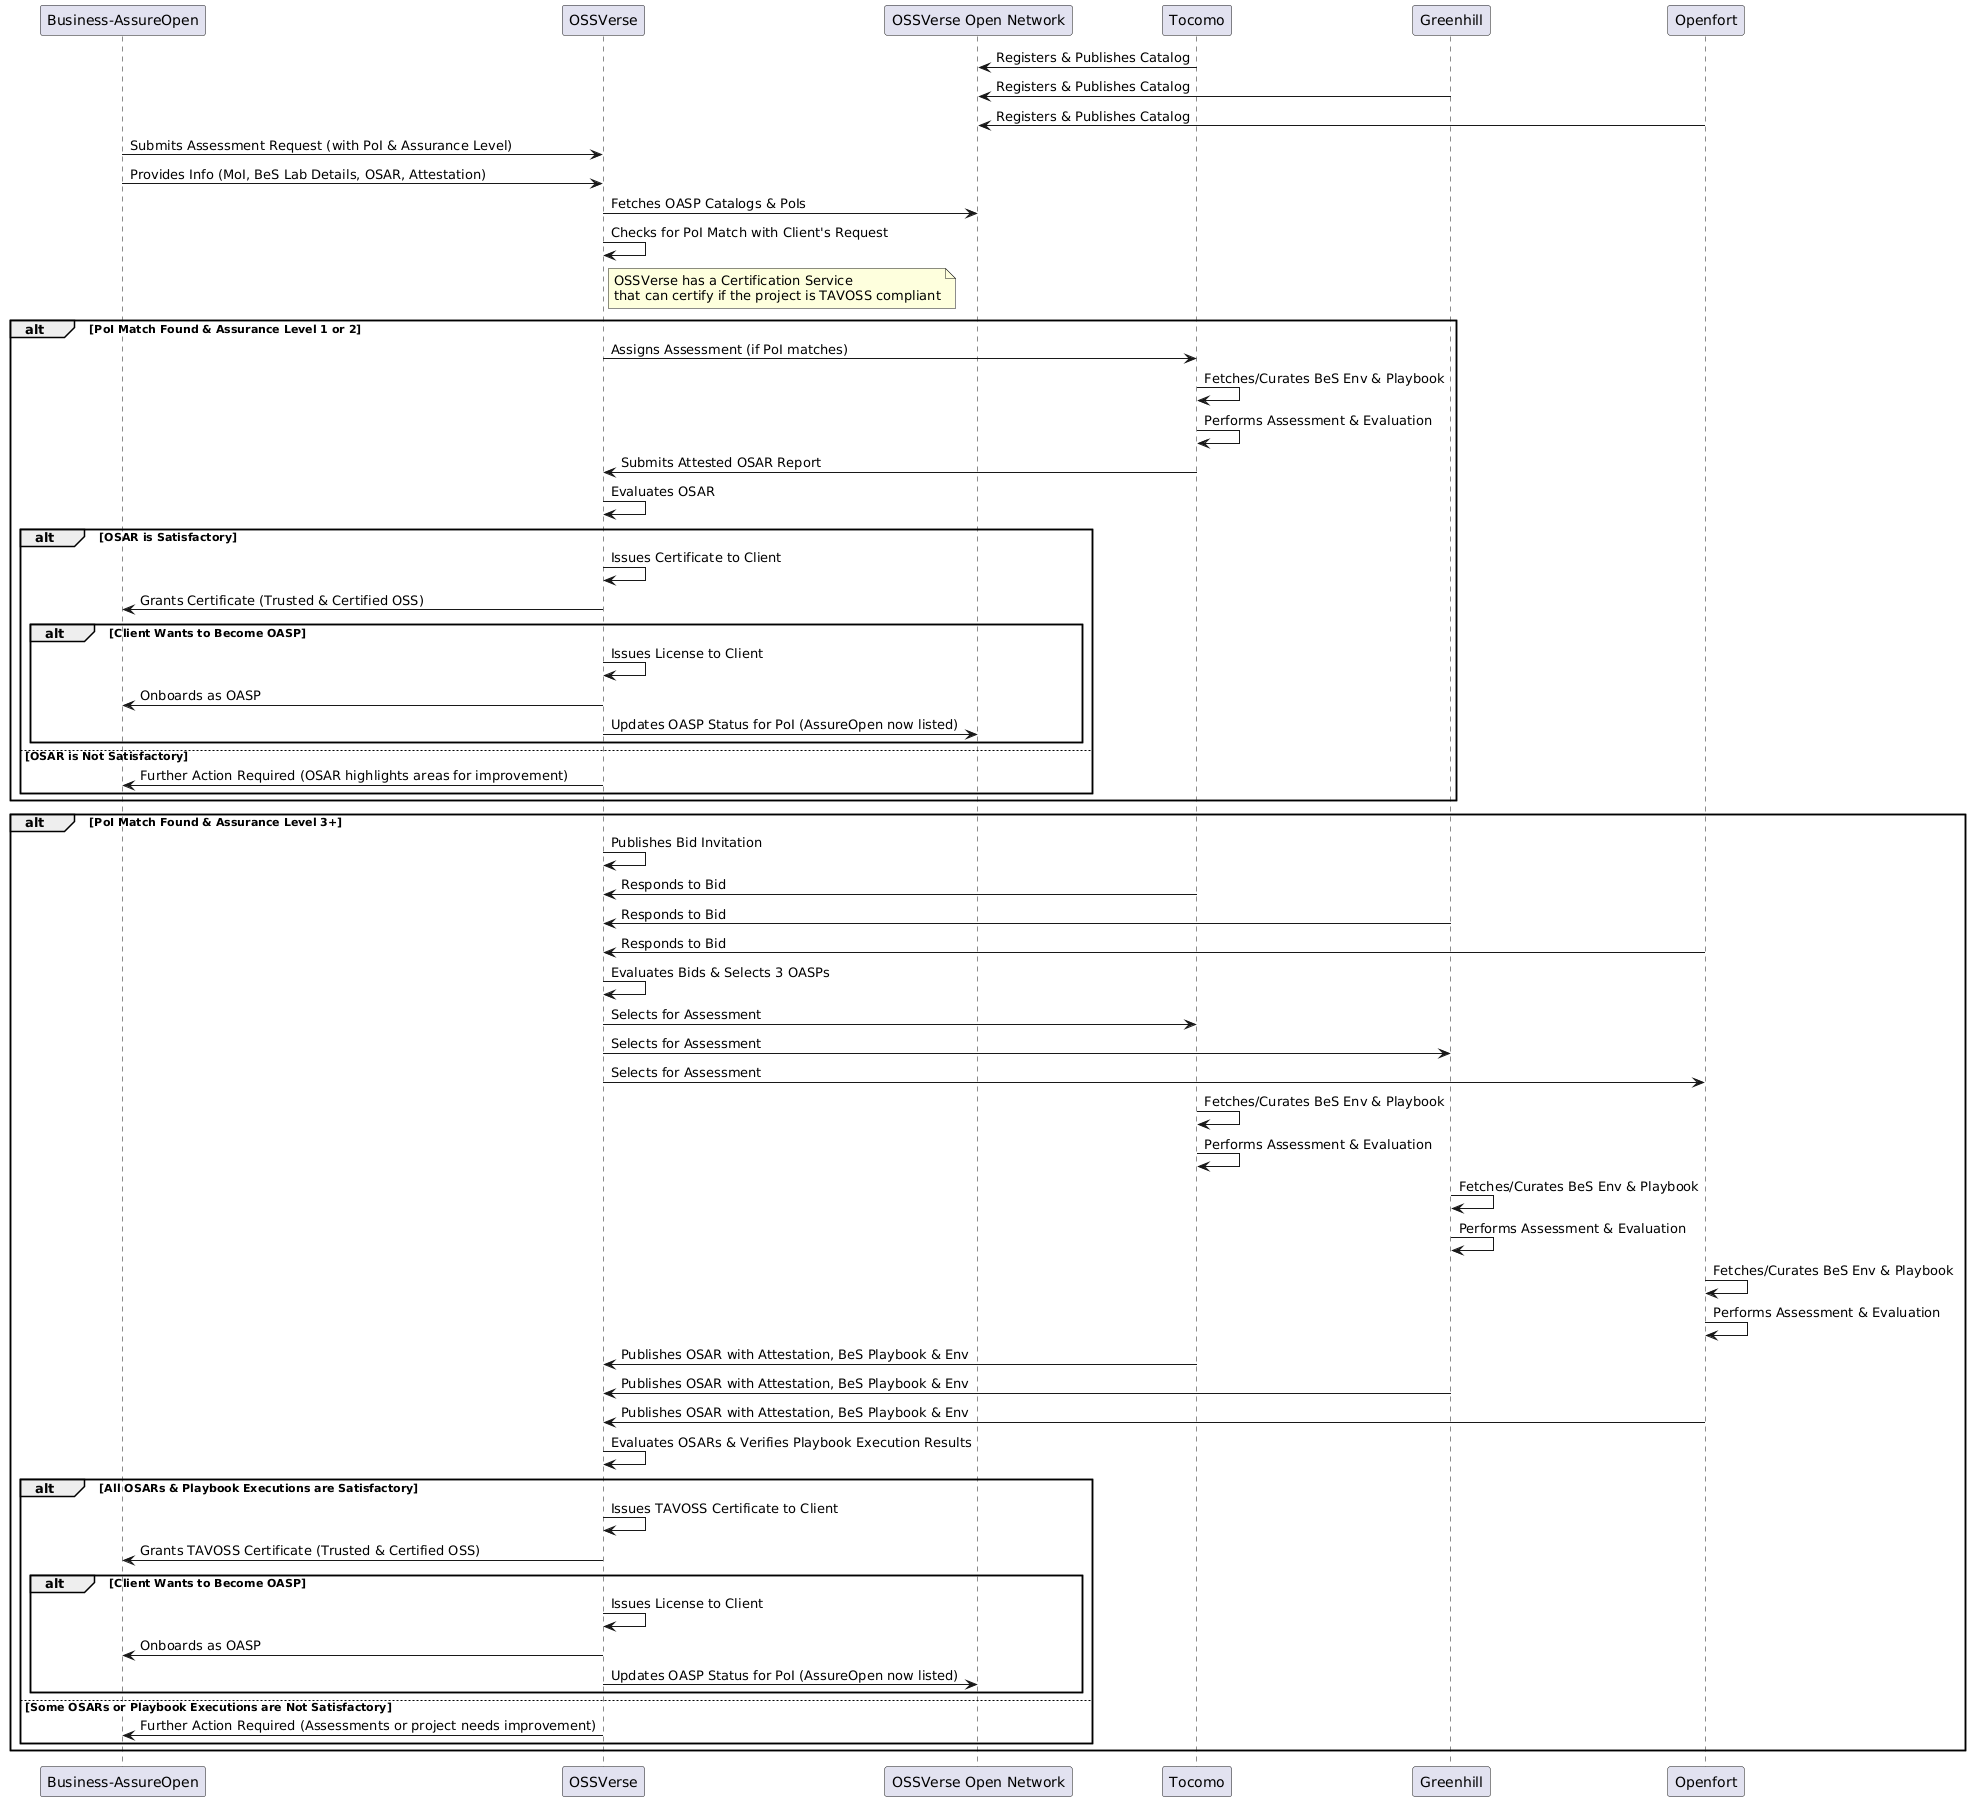 Business-AssureOpen
OSSVerse
OSSVerse Open Network
Tocomo
Greenhill
Openfort
Registers & Publishes Catalog
Registers & Publishes Catalog
Registers & Publishes Catalog
Submits Assessment Request (with PoI & Assurance Level)
Provides Info (MoI, BeS Lab Details, OSAR, Attestation)
Fetches OASP Catalogs & PoIs
Checks for PoI Match with Client's Request
OSSVerse has a Certification Service
that can certify if the project is TAVOSS compliant
alt [PoI Match Found & Assurance Level 1 or 2]
Assigns Assessment (if PoI matches)
Fetches/Curates BeS Env & Playbook
Performs Assessment & Evaluation
Submits Attested OSAR Report
Evaluates OSAR
alt [OSAR is Satisfactory]
Issues Certificate to Client
Grants Certificate (Trusted & Certified OSS)
alt [Client Wants to Become OASP]
Issues License to Client
Onboards as OASP
Updates OASP Status for PoI (AssureOpen now listed)
[OSAR is Not Satisfactory]
Further Action Required (OSAR highlights areas for improvement)
alt [PoI Match Found & Assurance Level 3+]
Publishes Bid Invitation
Responds to Bid
Responds to Bid
Responds to Bid
Evaluates Bids & Selects 3 OASPs
Selects for Assessment
Selects for Assessment
Selects for Assessment
Fetches/Curates BeS Env & Playbook
Performs Assessment & Evaluation
Fetches/Curates BeS Env & Playbook
Performs Assessment & Evaluation
Fetches/Curates BeS Env & Playbook
Performs Assessment & Evaluation
Publishes OSAR with Attestation, BeS Playbook & Env
Publishes OSAR with Attestation, BeS Playbook & Env
Publishes OSAR with Attestation, BeS Playbook & Env
Evaluates OSARs & Verifies Playbook Execution Results
alt [All OSARs & Playbook Executions are Satisfactory]
Issues TAVOSS Certificate to Client
Grants TAVOSS Certificate (Trusted & Certified OSS)
alt [Client Wants to Become OASP]
Issues License to Client
Onboards as OASP
Updates OASP Status for PoI (AssureOpen now listed)
[Some OSARs or Playbook Executions are Not Satisfactory]
Further Action Required (Assessments or project needs improvement)
Business-AssureOpen
OSSVerse
OSSVerse Open Network
Tocomo
Greenhill
Openfort